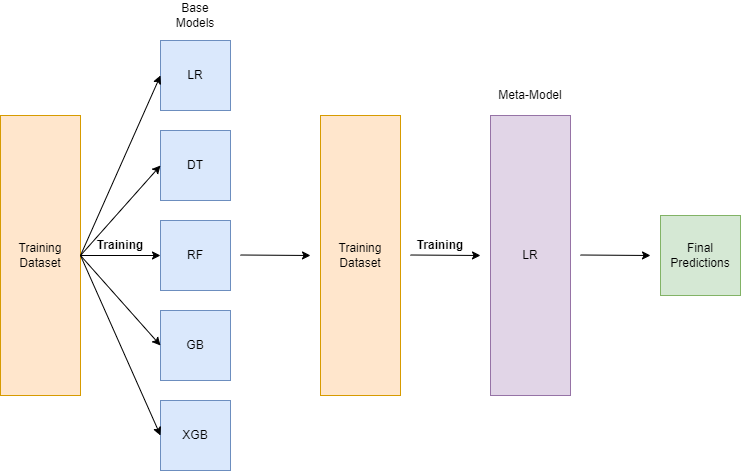 Base
Models
LR
Meta-Model
DT
Training
Training
Dataset
RF
Training
Dataset
Training
LR
Final
Predictions
GB
XGB